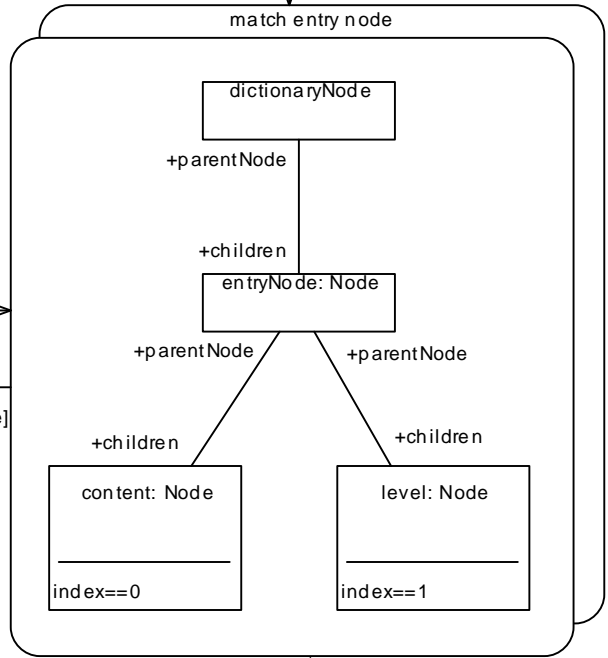 match entry node
dictionaryNode
+parentNode
+children
entryNode: Node
+parentNode +parentNode
e]
+children +children
content: Node level: Node
index==0 index==1